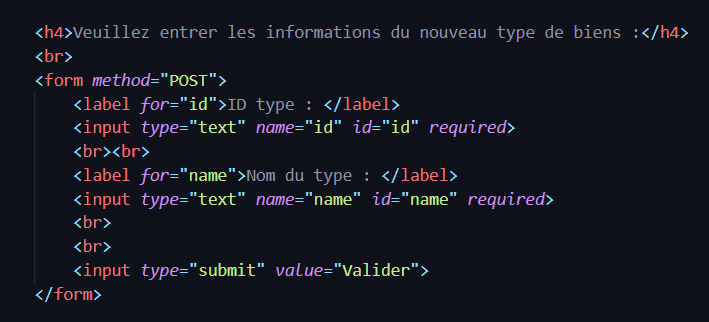 <h4>Veuillez entrer les informations du nouveau type de biens :</h4>
<br>
<form method="POST">
<label for="id">ID type : </label>
<input type="text" name="id" id="id" required>
<br><br>
<label for="name">Nom du type : </label>
<input type="text" name="name" id="name" required>
<br>
<br>
<input type="submit" value="Valider">
</form>